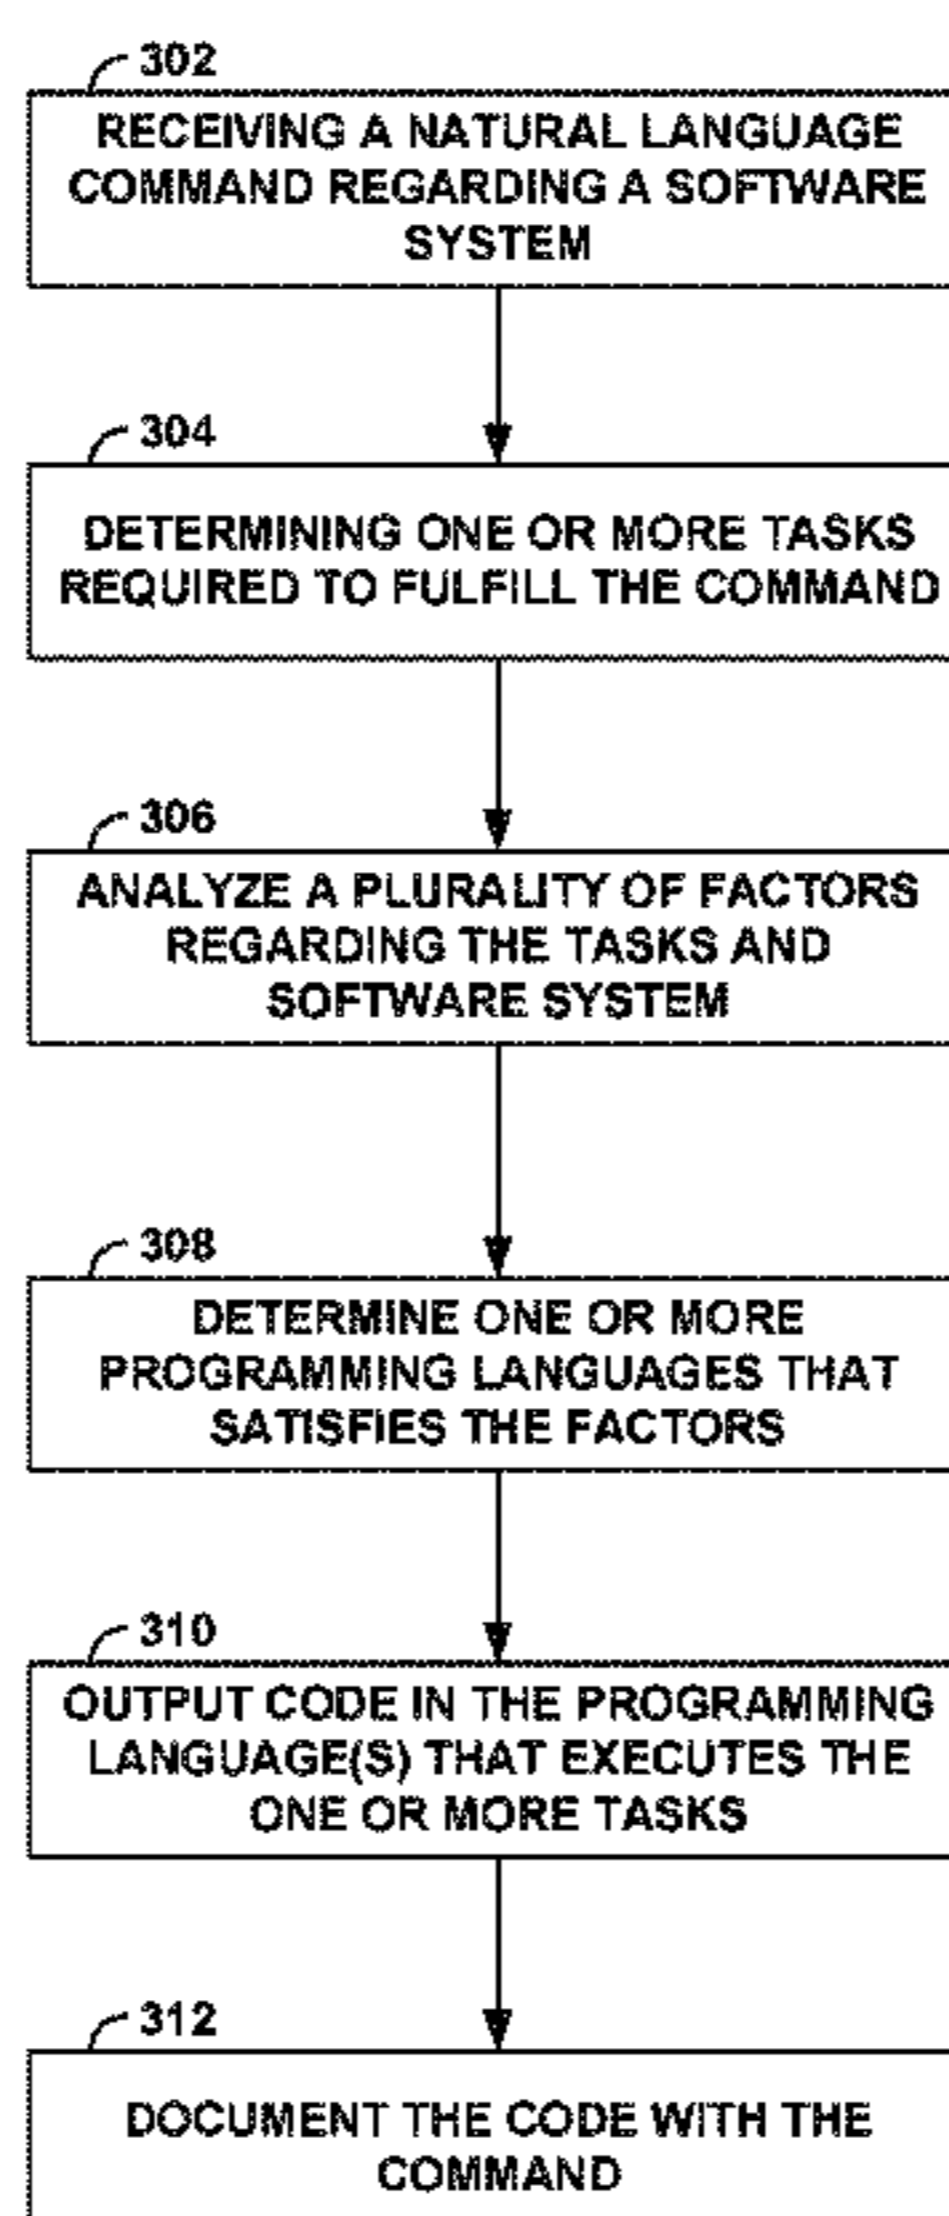 302
RECEIVING A NATURAL LANGUAGE
COMMAND REGARDING A SOFTWARE
SYSTEM
304
DETERMINING ONE OR MORE TASKS
REQUIRED TO FULFILL THE COMMAND
306
ANALYZE A PLURALITY OF FACTORS
REGARDING THE TASKS AND
SOFTWARE SYSTEM
308
DETERMINE ONE OR MORE
PROGRAMMING LANGUAGES THAT
SATISFIES THE FACTORS
310
OUTPUT CODE IN THE PROGRAMMING
LANGUAGE(S) THAT EXECUTES THE
ONE OR MORE TASKS
312
DOCUMENT THE CODE WITH THE
COMMAND